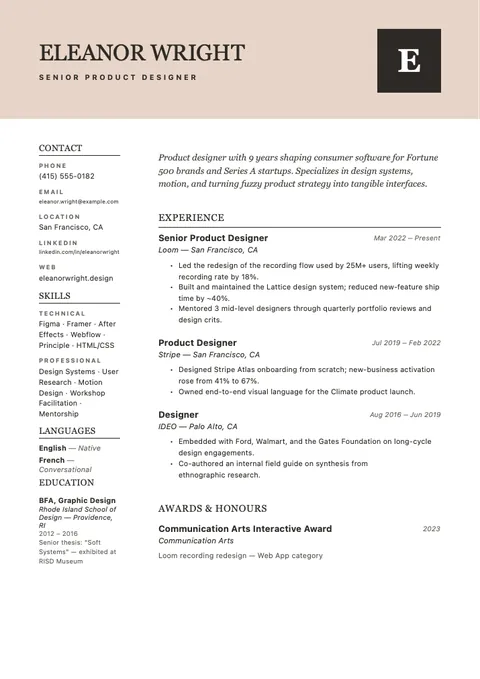 ELEANOR WRIGHT
SENIOR PRODUCT DESIGNER
E
CONTACT
PHONE
(415) 555-0182
EMAIL
eleanor.wright@example.com
LOCATION
San Francisco, CA
LINKEDIN
linkedin.com/in/eleanorwright
WEB
eleanorwright.design
SKILLS
TECHNICAL
Figma · Framer · After
Effects · Webflow ·
Principle · HTML/CSS
PROFESSIONAL
Design Systems · User
Research · Motion
Design · Workshop
Facilitation ·
Mentorship
LANGUAGES
English — Native
French —
Conversational
EDUCATION
BFA, Graphic Design
Rhode Island School of
Design — Providence,
RI
2012 – 2016
Senior thesis: "Soft
Systems" — exhibited at
RISD Museum
Product designer with 9 years shaping consumer software for Fortune
500 brands and Series A startups. Specializes in design systems,
motion, and turning fuzzy product strategy into tangible interfaces.
EXPERIENCE
Senior Product Designer Mar 2022 – Present
Loom — San Francisco, CA
• Led the redesign of the recording flow used by 25M+ users, lifting weekly
recording rate by 18%.
• Built and maintained the Lattice design system; reduced new-feature ship
time by ~40%.
• Mentored 3 mid-level designers through quarterly portfolio reviews and
design crits.
Product Designer Jul 2019 – Feb 2022
Stripe — San Francisco, CA
• Designed Stripe Atlas onboarding from scratch; new-business activation
rose from 41% to 67%.
• Owned end-to-end visual language for the Climate product launch.
Designer Aug 2016 – Jun 2019
IDEO — Palo Alto, CA
• Embedded with Ford, Walmart, and the Gates Foundation on long-cycle
design engagements.
• Co-authored an internal field guide on synthesis from
ethnographic research.
AWARDS & HONOURS
Communication Arts Interactive Award 2023
Communication Arts
Loom recording redesign — Web App category